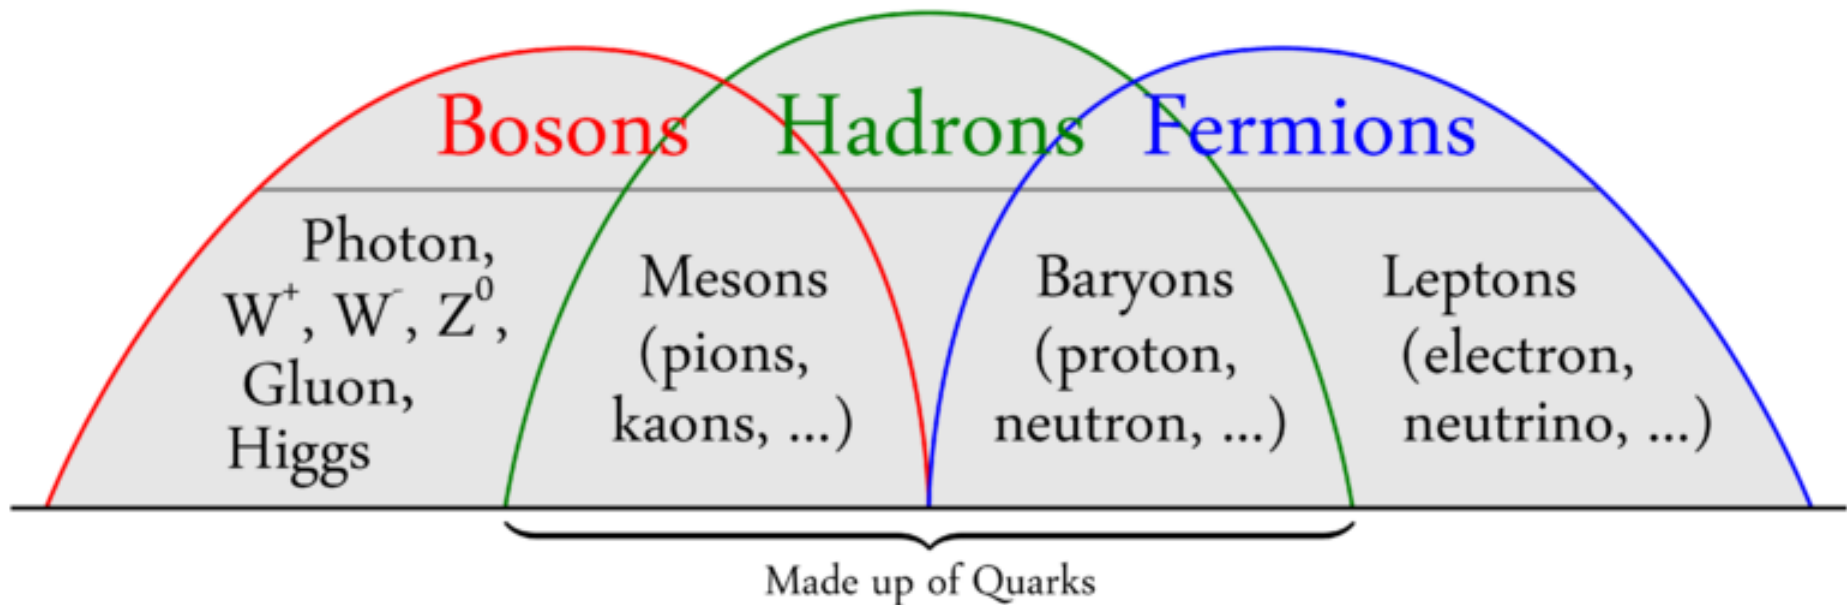 Bosons Hadrons Fermions
Photon,
W⁺, W⁻, Z⁰,
Gluon,
Higgs
Mesons
(pions,
kaons, ...)
Baryons
(proton,
neutron, ...)
Leptons
(electron,
neutrino, ...)
Made up of Quarks